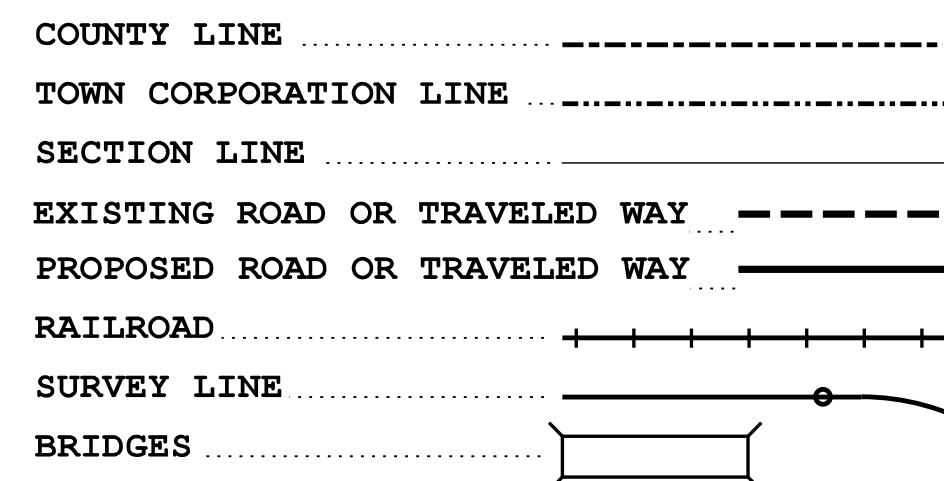 COUNTY LINE
TOWN CORPORATION LINE
SECTION LINE
EXISTING ROAD OR TRAVELED WAY
PROPOSED ROAD OR TRAVELED WAY
RAILROAD
SURVEY LINE
BRIDGES